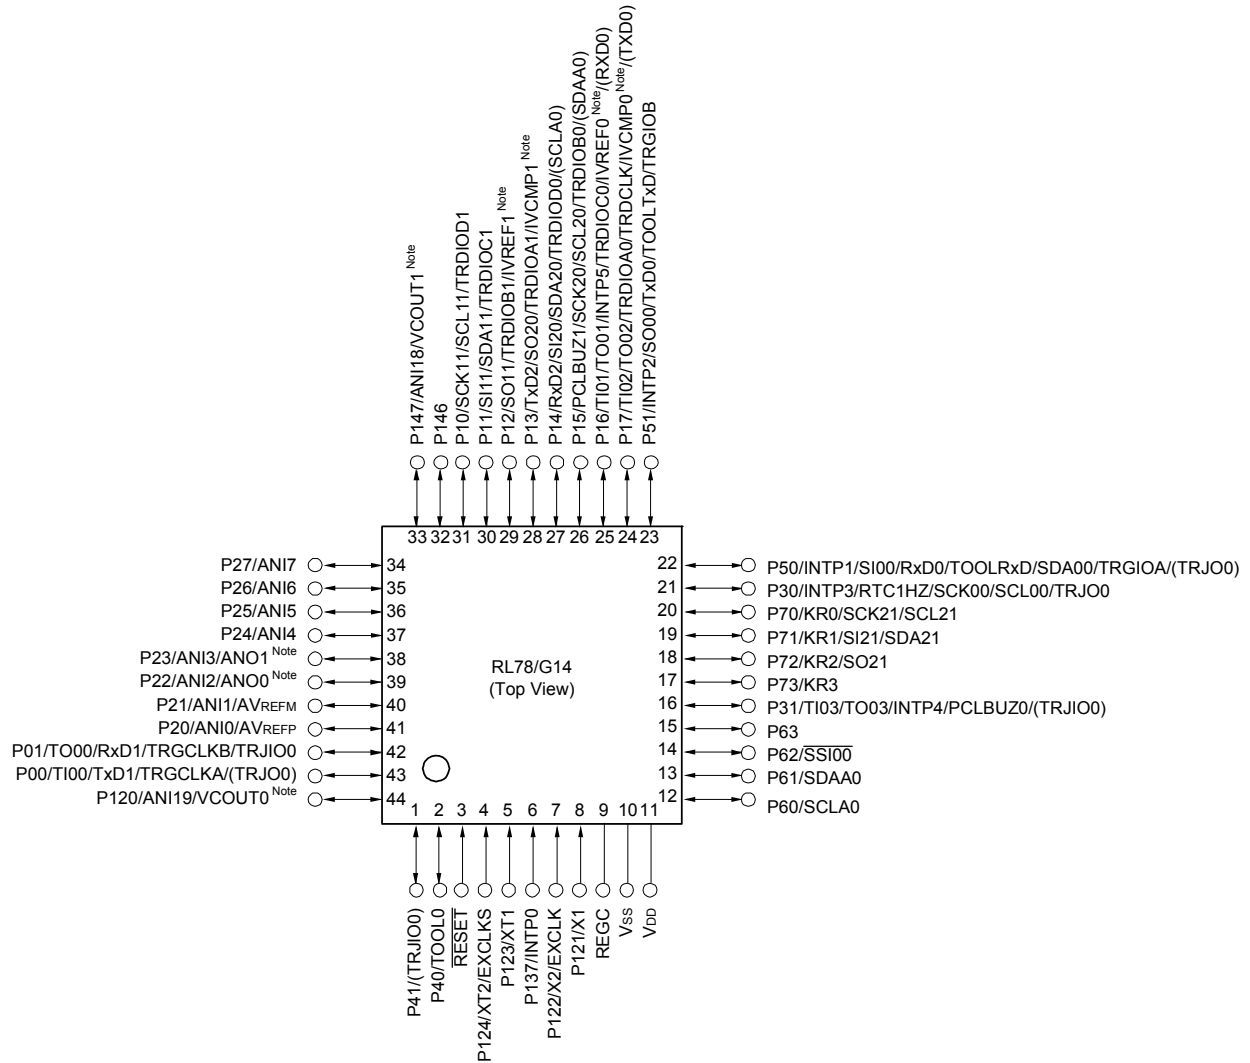 P147/ANI18/VCOUT1 Note
P146
P10/SCK11/SCL11/TRDIOD1
P11/SI11/SDA11/TRDIOC1
P12/SO11/TRDIOB1/IVREF1 Note
P13/TxD2/SO20/TRDIOA1/IVCMP1 Note
P14/RxD2/SI20/SDA20/TRDIOD0/(SCLA0)
P15/PCLBUZ1/SCK20/SCL20/TRDIOB0/(SDAA0)
P16/TI01/TO01/INTP5/TRDIOC0/IVREF0 Note/(RXD0)
P17/TI02/TO02/TRDIOA0/TRDCLK/IVCMP0 Note/(TXD0)
P51/INTP2/SO00/TxD0/TOOLTxD/TRGIOB
33 32 31 30 29 28 27 26 25 24 23
P27/ANI7 34
P26/ANI6 35
P25/ANI5 36
P24/ANI4 37
P23/ANI3/ANO1 Note 38
P22/ANI2/ANO0 Note 39
P21/ANI1/AVREFM 40
P20/ANI0/AVREFP 41
P01/TO00/RxD1/TRGCLKB/TRJIO0 42
P00/TI00/TxD1/TRGCLKA/(TRJO0) 43
P120/ANI19/VCOUT0 Note 44
RL78/G14
(Top View)
22 P50/INTP1/SI00/RxD0/TOOLRxD/SDA00/TRGIOA/(TRJO0)
21 P30/INTP3/RTC1HZ/SCK00/SCL00/TRJO0
20 P70/KR0/SCK21/SCL21
19 P71/KR1/SI21/SDA21
18 P72/KR2/SO21
17 P73/KR3
16 P31/TI03/TO03/INTP4/PCLBUZ0/(TRJIO0)
15 P63
14 P62/SSI00
13 P61/SDAA0
12 P60/SCLA0
1 2 3 4 5 6 7 8 9 10 11
P41/(TRJIO0)
P40/TOOL0
RESET
P124/XT2/EXCLKS
P123/XT1
P137/INTP0
P122/X2/EXCLK
P121/X1
REGC
VSS
VDD